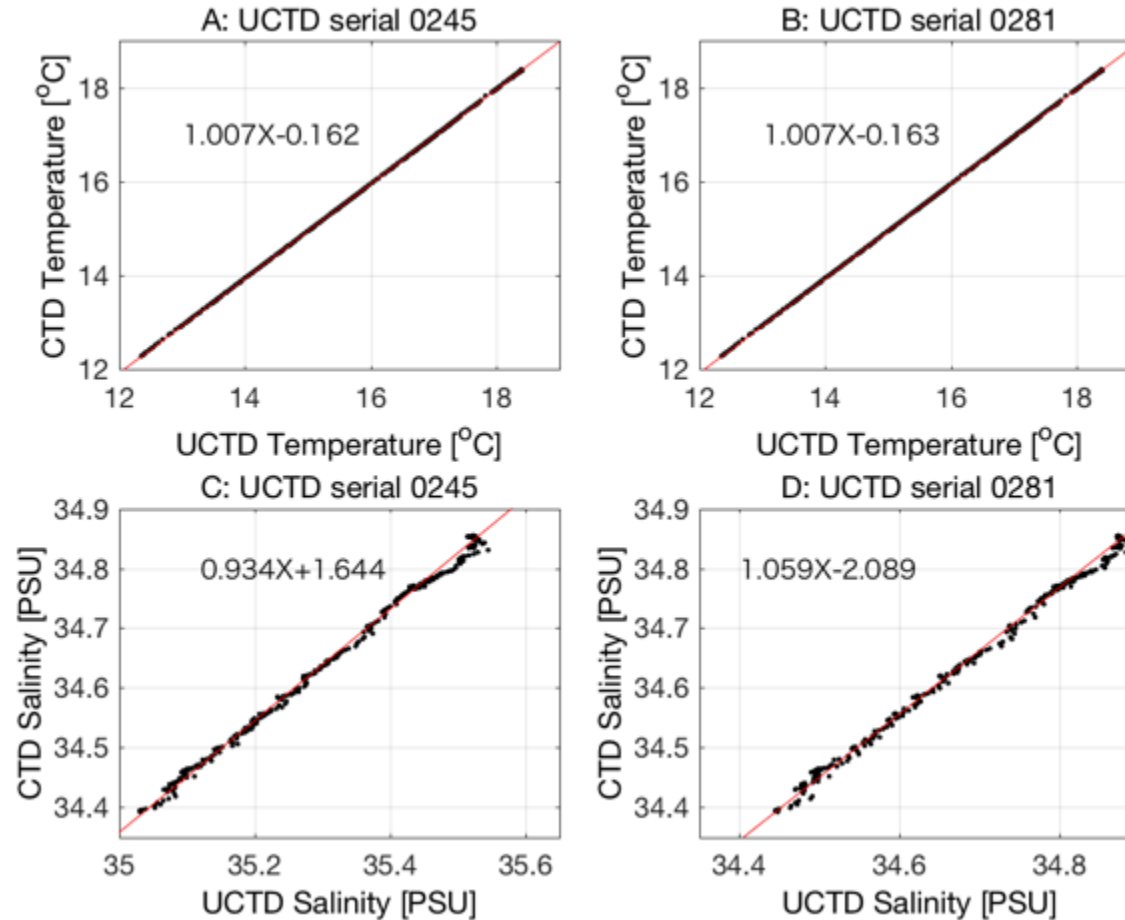 A: UCTD serial 0245
CTD Temperature [°C]
18
16
14
12
1.007X-0.162
12 14 16 18
UCTD Temperature [°C]
B: UCTD serial 0281
CTD Temperature [°C]
18
16
14
12
1.007X-0.163
12 14 16 18
UCTD Temperature [°C]
C: UCTD serial 0245
CTD Salinity [PSU]
34.9
34.8
34.7
34.6
34.5
34.4
0.934X+1.644
35 35.2 35.4 35.6
UCTD Salinity [PSU]
D: UCTD serial 0281
CTD Salinity [PSU]
34.9
34.8
34.7
34.6
34.5
34.4
1.059X-2.089
34.4 34.6 34.8
UCTD Salinity [PSU]